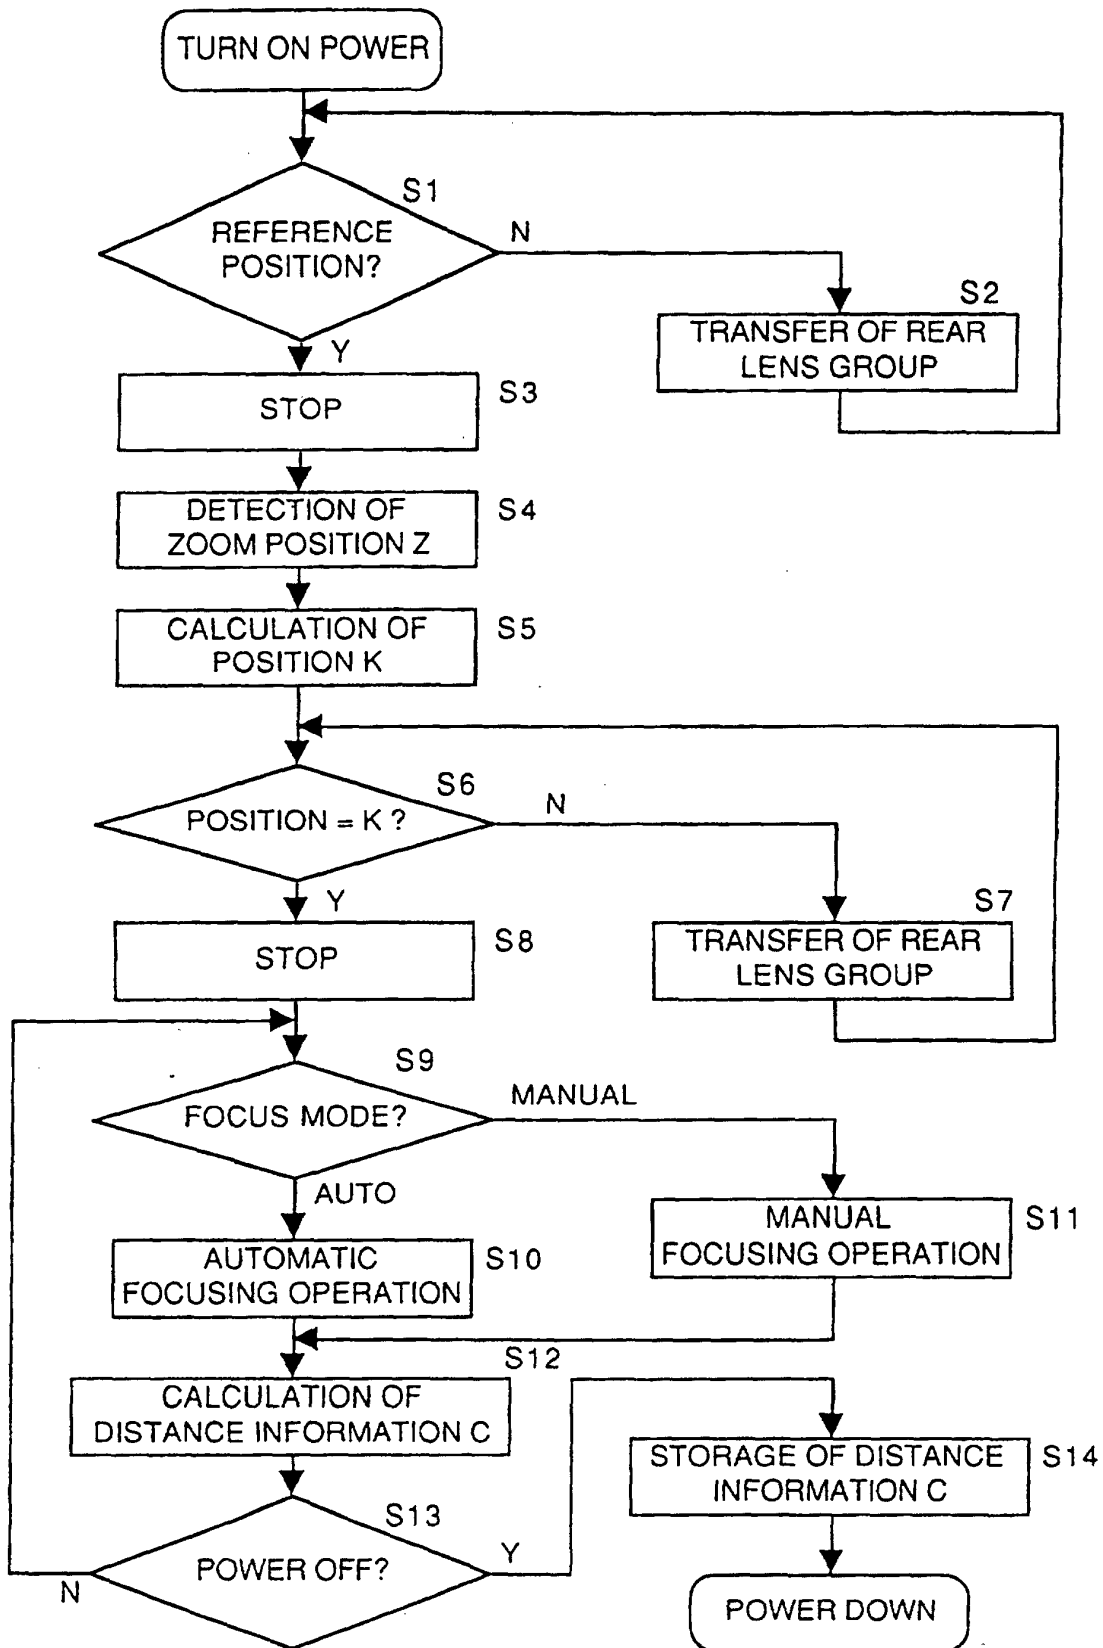 TURN ON POWER
S1
REFERENCE
POSITION?
N
S2
TRANSFER OF REAR
LENS GROUP
Y
S3
STOP
S4
DETECTION OF
ZOOM POSITION Z
S5
CALCULATION OF
POSITION K
S6
POSITION = K ?
N
S7
TRANSFER OF REAR
LENS GROUP
Y
S8
STOP
S9
FOCUS MODE?
MANUAL
AUTO
S11
MANUAL
FOCUSING OPERATION
S10
AUTOMATIC
FOCUSING OPERATION
S12
CALCULATION OF
DISTANCE INFORMATION C
S14
STORAGE OF DISTANCE
INFORMATION C
S13
POWER OFF?
Y
N
POWER DOWN